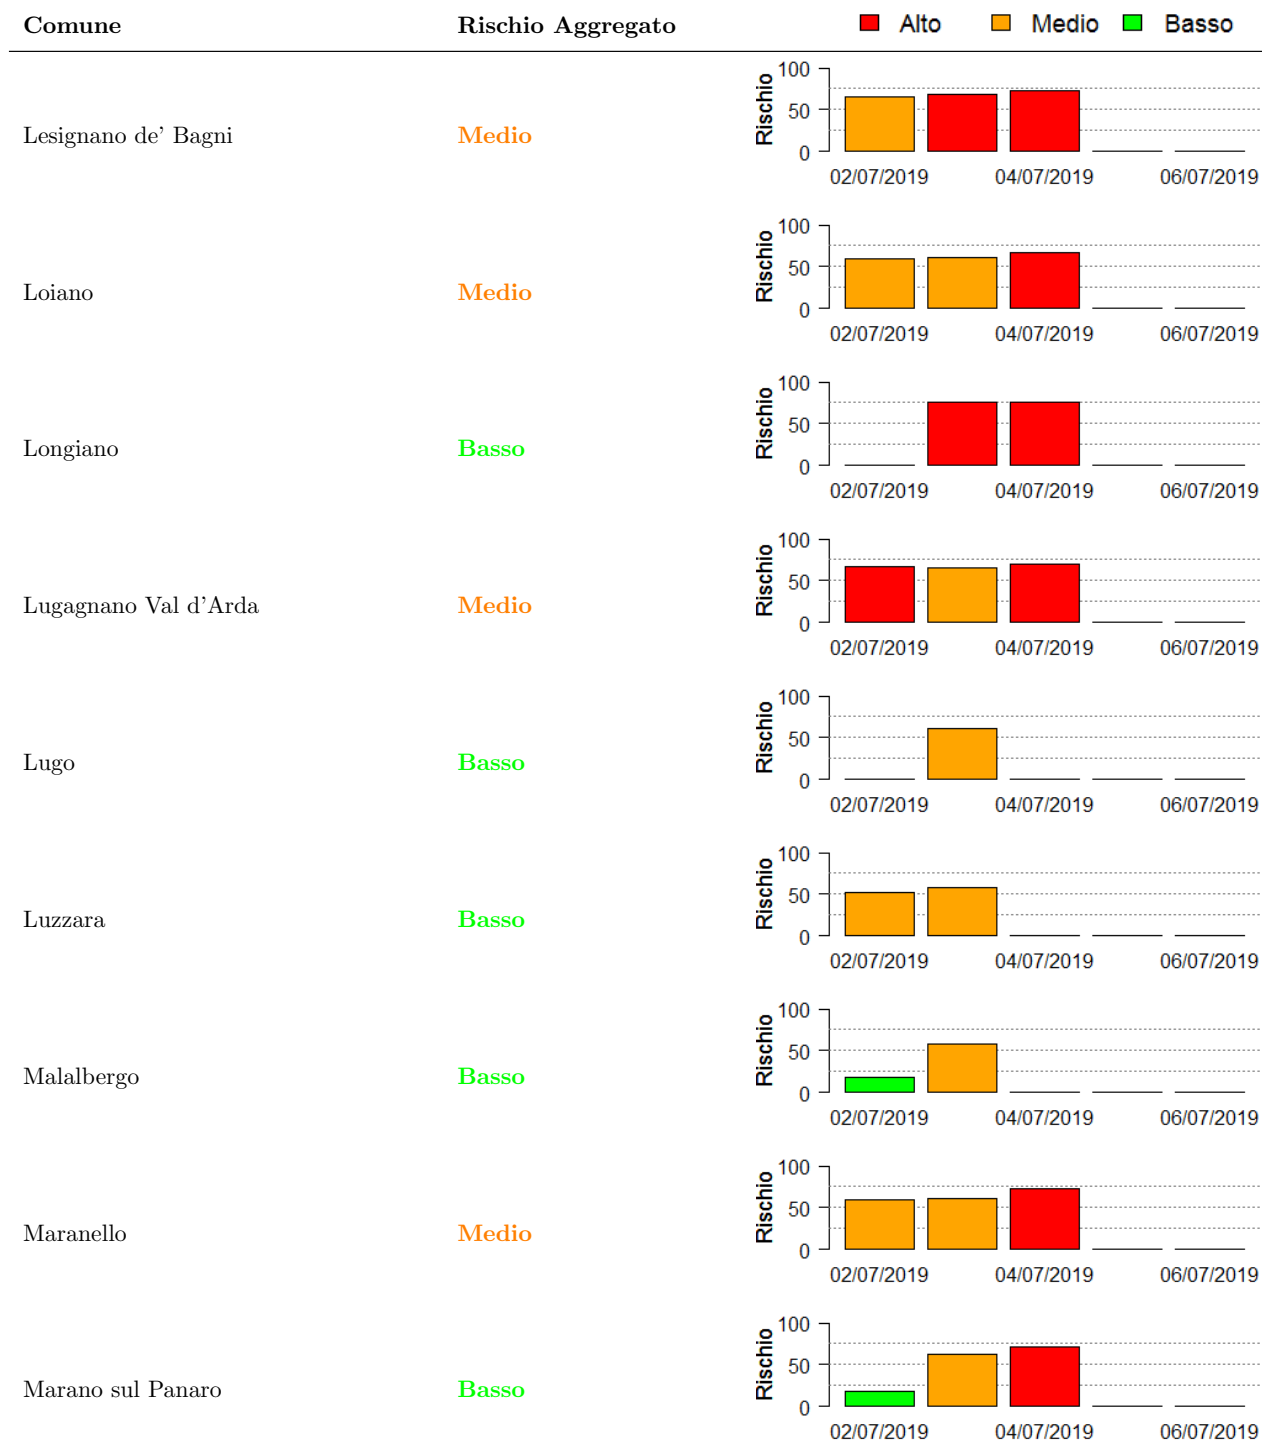 Comune Rischio Aggregato Alto Medio Basso
Lesignano de' Bagni Medio
Rischio
100
50
0
02/07/2019 04/07/2019 06/07/2019
Loiano Medio
Rischio
100
50
0
02/07/2019 04/07/2019 06/07/2019
Longiano Basso
Rischio
100
50
0
02/07/2019 04/07/2019 06/07/2019
Lugagnano Val d'Arda Medio
Rischio
100
50
0
02/07/2019 04/07/2019 06/07/2019
Lugo Basso
Rischio
100
50
0
02/07/2019 04/07/2019 06/07/2019
Luzzara Basso
Rischio
100
50
0
02/07/2019 04/07/2019 06/07/2019
Malalbergo Basso
Rischio
100
50
0
02/07/2019 04/07/2019 06/07/2019
Maranello Medio
Rischio
100
50
0
02/07/2019 04/07/2019 06/07/2019
Marano sul Panaro Basso
Rischio
100
50
0
02/07/2019 04/07/2019 06/07/2019